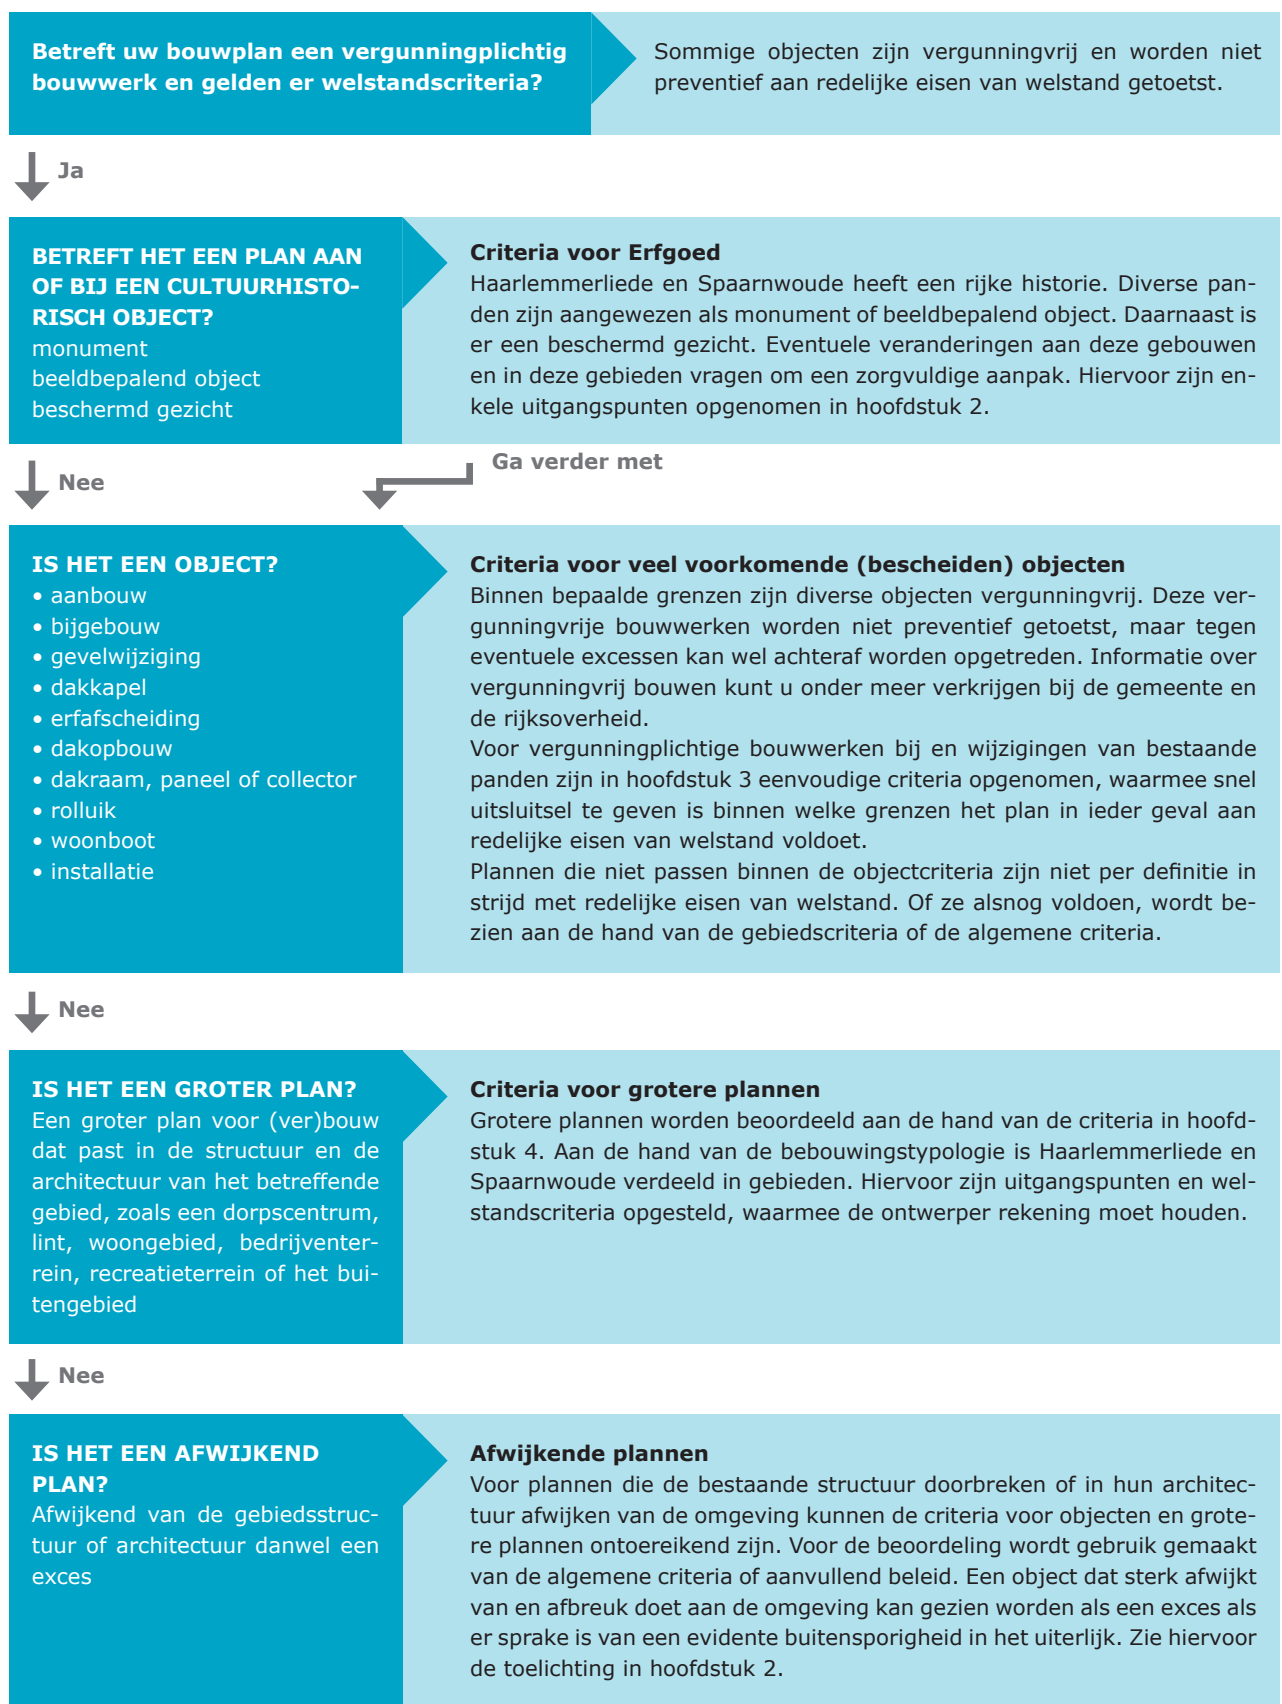 Betreft uw bouwplan een vergunningplichtig
bouwwerk en gelden er welstandscriteria?
Sommige objecten zijn vergunningvrij en worden niet
preventief aan redelijke eisen van welstand getoetst.
Ja
BETREFT HET EEN PLAN AAN
OF BIJ EEN CULTUURHISTO-
RISCH OBJECT?
monument
beeldbepalend object
beschermd gezicht
Criteria voor Erfgoed
Haarlemmerliede en Spaarnwoude heeft een rijke historie. Diverse pan-
den zijn aangewezen als monument of beeldbepalend object. Daarnaast is
er een beschermd gezicht. Eventuele veranderingen aan deze gebouwen
en in deze gebieden vragen om een zorgvuldige aanpak. Hiervoor zijn en-
kele uitgangspunten opgenomen in hoofdstuk 2.
Nee
Ga verder met
IS HET EEN OBJECT?
• aanbouw
• bijgebouw
• gevelwijziging
• dakkapel
• erfafscheiding
• dakopbouw
• dakraam, paneel of collector
• rolluik
• woonboot
• installatie
Criteria voor veel voorkomende (bescheiden) objecten
Binnen bepaalde grenzen zijn diverse objecten vergunningvrij. Deze ver-
gunningvrije bouwwerken worden niet preventief getoetst, maar tegen
eventuele excessen kan wel achteraf worden opgetreden. Informatie over
vergunningvrij bouwen kunt u onder meer verkrijgen bij de gemeente en
de rijksoverheid.
Voor vergunningplichtige bouwwerken bij en wijzigingen van bestaande
panden zijn in hoofdstuk 3 eenvoudige criteria opgenomen, waarmee snel
uitsluitsel te geven is binnen welke grenzen het plan in ieder geval aan
redelijke eisen van welstand voldoet.
Plannen die niet passen binnen de objectcriteria zijn niet per definitie in
strijd met redelijke eisen van welstand. Of ze alsnog voldoen, wordt be-
zien aan de hand van de gebiedscriteria of de algemene criteria.
Nee
IS HET EEN GROTER PLAN?
Een groter plan voor (ver)bouw
dat past in de structuur en de
architectuur van het betreffende
gebied, zoals een dorpscentrum,
lint, woongebied, bedrijventer-
rein, recreatieterrein of het bui-
tengebied
Criteria voor grotere plannen
Grotere plannen worden beoordeeld aan de hand van de criteria in hoofd-
stuk 4. Aan de hand van de bebouwingstypologie is Haarlemmerliede en
Spaarnwoude verdeeld in gebieden. Hiervoor zijn uitgangspunten en wel-
standscriteria opgesteld, waarmee de ontwerper rekening moet houden.
Nee
IS HET EEN AFWIJKEND
PLAN?
Afwijkend van de gebiedsstruc-
tuur of architectuur danwel een
exces
Afwijkende plannen
Voor plannen die de bestaande structuur doorbreken of in hun architec-
tuur afwijken van de omgeving kunnen de criteria voor objecten en grote-
re plannen ontoereikend zijn. Voor de beoordeling wordt gebruik gemaakt
van de algemene criteria of aanvullend beleid. Een object dat sterk afwijkt
van en afbreuk doet aan de omgeving kan gezien worden als een exces als
er sprake is van een evidente buitensporigheid in het uiterlijk. Zie hiervoor
de toelichting in hoofdstuk 2.